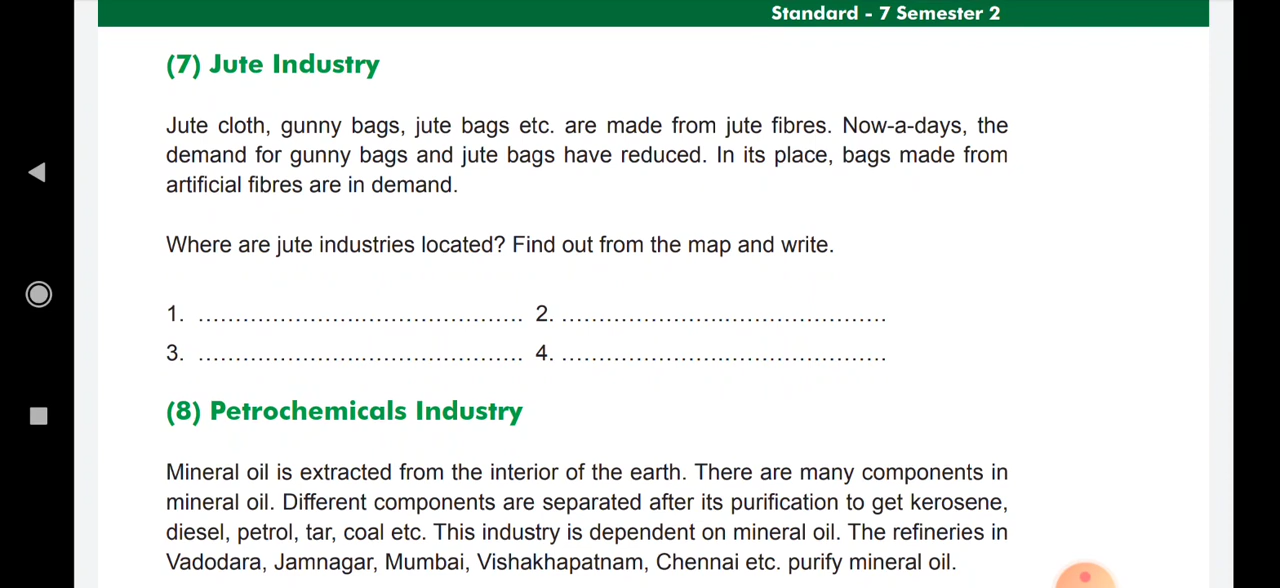 Standard - 7 Semester 2
(7) Jute Industry
Jute cloth, gunny bags, jute bags etc. are made from jute fibres. Now-a-days, the
demand for gunny bags and jute bags have reduced. In its place, bags made from
artificial fibres are in demand.
Where are jute industries located? Find out from the map and write.
1. ............................................ 2. ............................................
3. ............................................ 4. ............................................
(8) Petrochemicals Industry
Mineral oil is extracted from the interior of the earth. There are many components in
mineral oil. Different components are separated after its purification to get kerosene,
diesel, petrol, tar, coal etc. This industry is dependent on mineral oil. The refineries in
Vadodara, Jamnagar, Mumbai, Vishakhapatnam, Chennai etc. purify mineral oil.